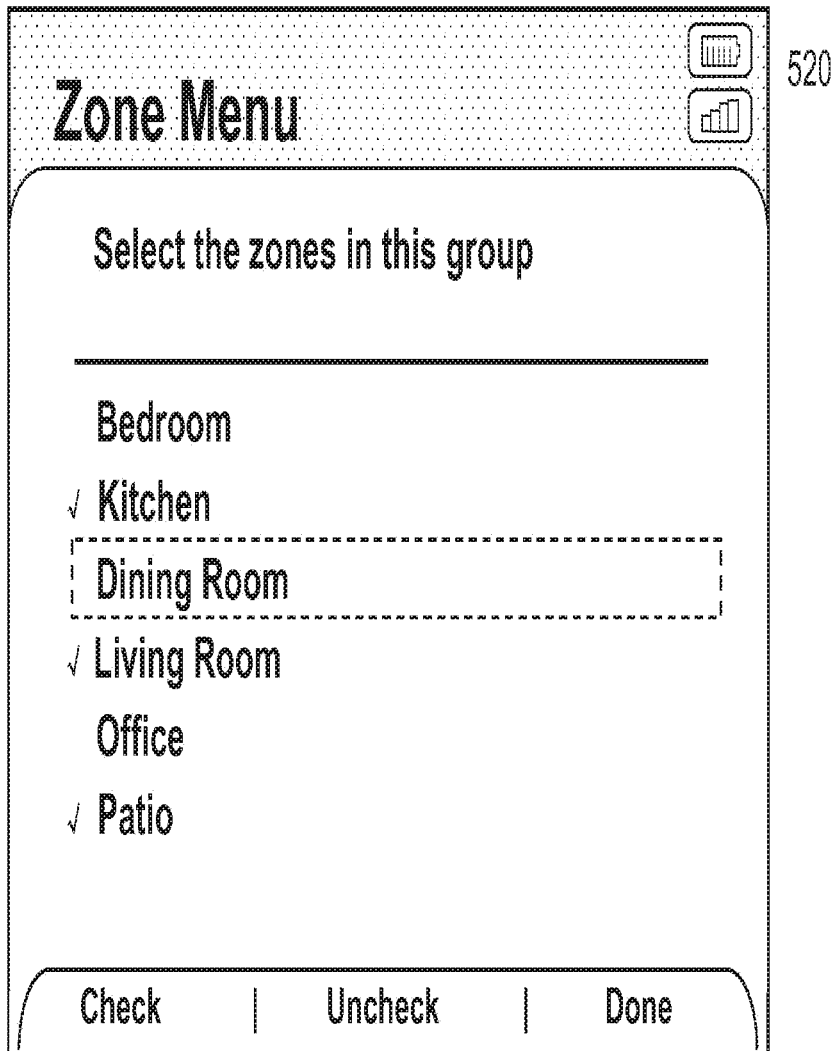 520
Zone Menu
Select the zones in this group
Bedroom
√ Kitchen
Dining Room
√ Living Room
Office
√ Patio
Check | Uncheck | Done